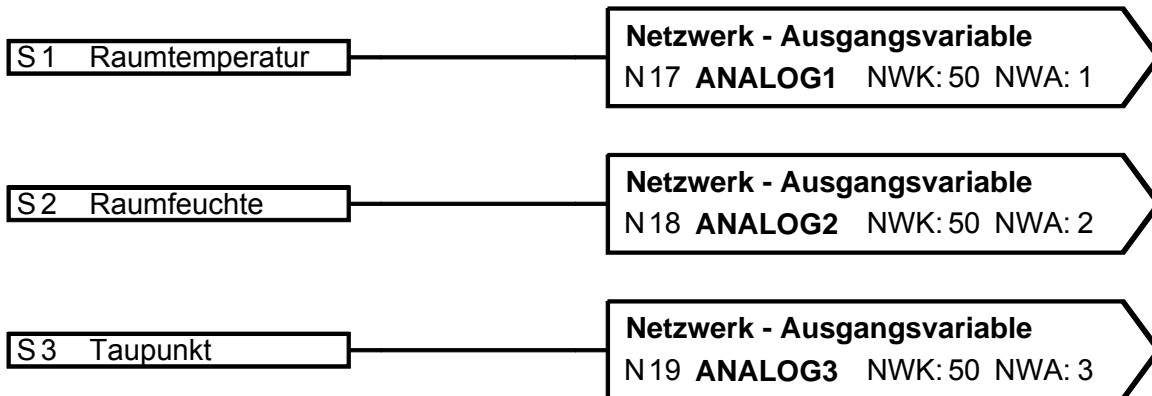 Netzwerk - Ausgangsvariable
S 1 Raumtemperatur
N 17 ANALOG1 NWK: 50 NWA: 1
Netzwerk - Ausgangsvariable
S 2 Raumfeuchte
N 18 ANALOG2 NWK: 50 NWA: 2
Netzwerk - Ausgangsvariable
S 3 Taupunkt
N 19 ANALOG3 NWK: 50 NWA: 3